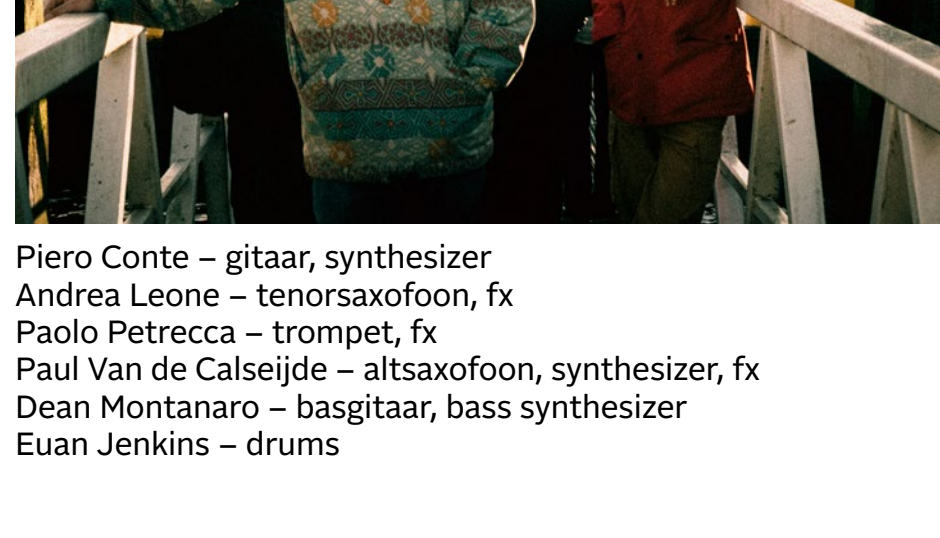 Piero Conte – gitaar, synthesizer
Andrea Leone – tenorsaxofoon, fx
Paolo Petrecca – trompet, fx
Paul Van de Calseijde – altsaxofoon, synthesizer, fx
Dean Montanaro – basgitaar, bass synthesizer
Euan Jenkins – drums